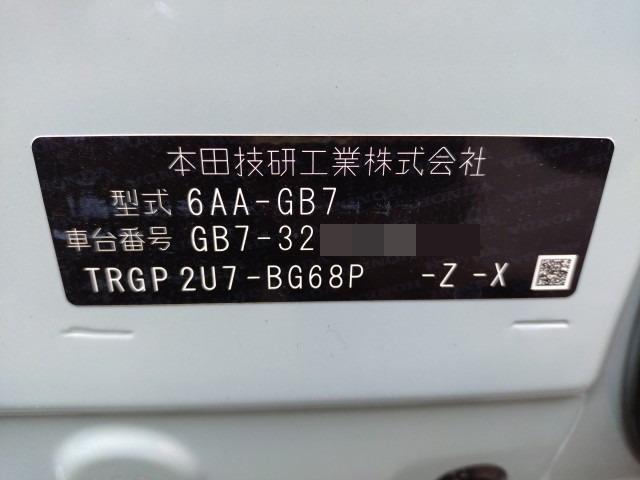 本田技研工業株式会社
型式 6AA-GB7
車台番号 GB7-32
TRGP 2U7-BG68P -Z -X